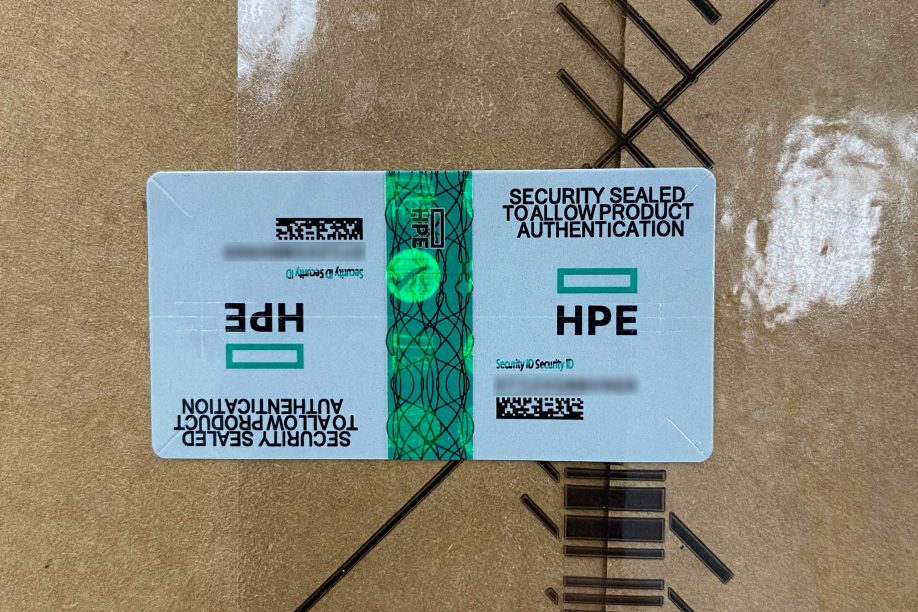 SECURITY SEALED
TO ALLOW PRODUCT
AUTHENTICATION
HPE
Security ID Security ID
HPE
Security ID Security ID
HPE
SECURITY SEALED
TO ALLOW PRODUCT
AUTHENTICATION